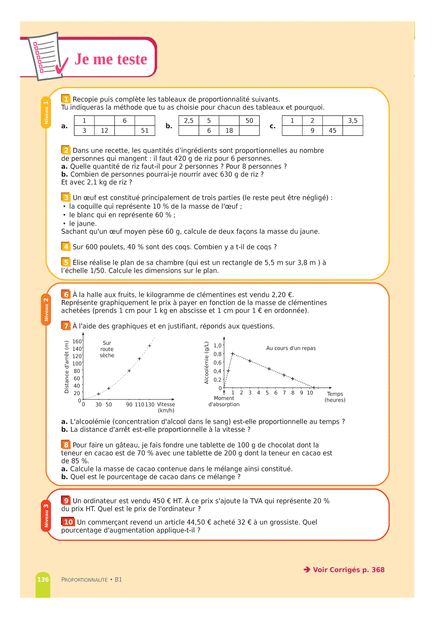 Je me teste
Niveau 1
1 Recopie puis complète les tableaux de proportionnalité suivants.
Tu indiqueras la méthode que tu as choisie pour chacun des tableaux et pourquoi.
a.
1 6
3 12 51
b.
2,5 5 50
6 18
c.
1 2 3,5
9 45
2 Dans une recette, les quantités d'ingrédients sont proportionnelles au nombre
de personnes qui mangent : il faut 420 g de riz pour 6 personnes.
a. Quelle quantité de riz faut-il pour 2 personnes ? Pour 8 personnes ?
b. Combien de personnes pourrai-je nourrir avec 630 g de riz ?
Et avec 2,1 kg de riz ?
3 Un œuf est constitué principalement de trois parties (le reste peut être négligé) :
• la coquille qui représente 10 % de la masse de l'œuf ;
• le blanc qui en représente 60 % ;
• le jaune.
Sachant qu'un œuf moyen pèse 60 g, calcule de deux façons la masse du jaune.
4 Sur 600 poulets, 40 % sont des coqs. Combien y a t-il de coqs ?
5 Élise réalise le plan de sa chambre (qui est un rectangle de 5,5 m sur 3,8 m ) à
l'échelle 1/50. Calcule les dimensions sur le plan.
Niveau 2
6 À la halle aux fruits, le kilogramme de clémentines est vendu 2,20 €.
Représente graphiquement le prix à payer en fonction de la masse de clémentines
achetées (prends 1 cm pour 1 kg en abscisse et 1 cm pour 1 € en ordonnée).
7 À l'aide des graphiques et en justifiant, réponds aux questions.
Distance d'arrêt (m)
160
140
120
100
80
60
40
20
0
Sur
route
sèche
0 30 50 90 110 130 Vitesse
(km/h)
Alcoolémie (g/L)
1,0
0,8
0,6
0,4
0,2
0
Au cours d'un repas
1 2 3 4 5 6 7 8 9 10 Temps
(heures)
Moment
d'absorption
a. L'alcoolémie (concentration d'alcool dans le sang) est-elle proportionnelle au temps ?
b. La distance d'arrêt est-elle proportionnelle à la vitesse ?
8 Pour faire un gâteau, je fais fondre une tablette de 100 g de chocolat dont la
teneur en cacao est de 70 % avec une tablette de 200 g dont la teneur en cacao est
de 85 %.
a. Calcule la masse de cacao contenue dans le mélange ainsi constitué.
b. Quel est le pourcentage de cacao dans ce mélange ?
Niveau 3
9 Un ordinateur est vendu 450 € HT. À ce prix s'ajoute la TVA qui représente 20 %
du prix HT. Quel est le prix de l'ordinateur ?
10 Un commerçant revend un article 44,50 € acheté 32 € à un grossiste. Quel
pourcentage d'augmentation applique-t-il ?
➔ Voir Corrigés p. 368
136 PROPORTIONNALITÉ • B1